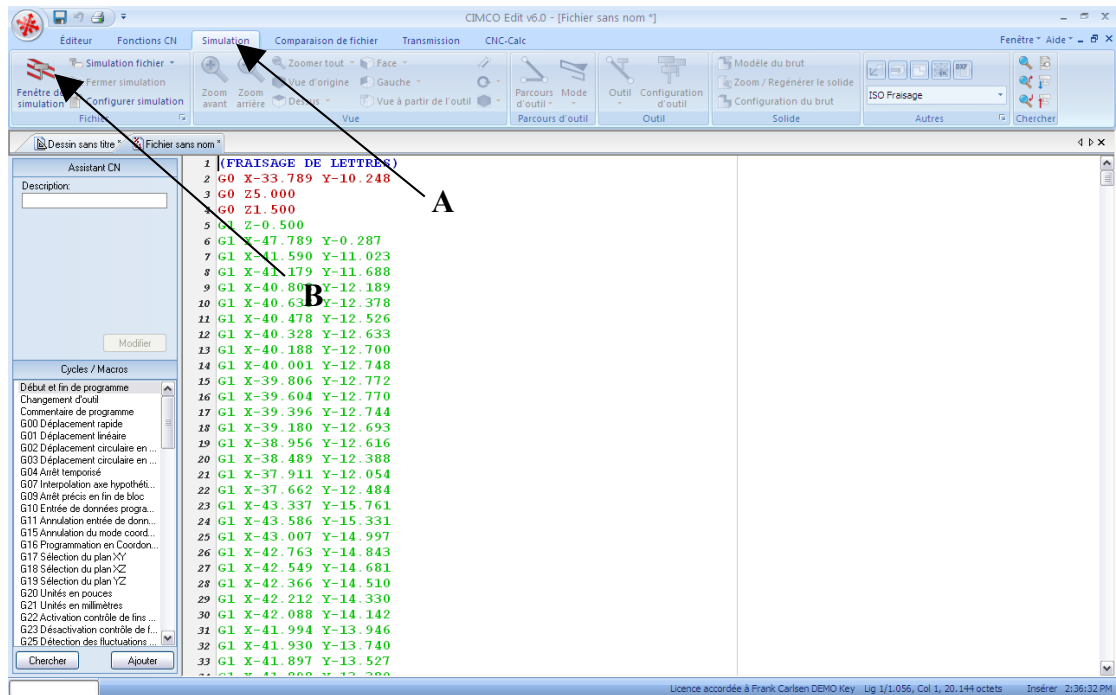 CIMCO Edit v6.0 - [Fichier sans nom *]
Éditeur Fonctions CN Simulation Comparaison de fichier Transmission CNC-Calc Fenêtre Aide
Simulation fichier
Fermer simulation
Configurer simulation
Fenêtre de simulation
Fichier
Zoom avant
Zoom arrière
Zoomer tout
Vue d'origine
Dessus
Face
Gauche
Vue à partir de l'outil
Vue
Parcours d'outil
Mode
Parcours d'outil
Outil
Configuration d'outil
Outil
Modèle du brut
Zoom / Regénérer le solide
Configuration du brut
Solide
DXF
ISO Fraisage
Autres
Chercher
Dessin sans titre * Fichier sans nom *
Assistant CN
Description:
Modifier
Cycles / Macros
Début et fin de programme
Changement d'outil
Commentaire de programme
G00 Déplacement rapide
G01 Déplacement linéaire
G02 Déplacement circulaire en ...
G03 Déplacement circulaire en ...
G04 Arrêt temporisé
G07 Interpolation axe hypothéti...
G09 Arrêt précis en fin de bloc
G10 Entrée de données progra...
G11 Annulation entrée de donn...
G15 Annulation du mode coord...
G16 Programmation en Coordon...
G17 Sélection du plan XY
G18 Sélection du plan XZ
G19 Sélection du plan YZ
G20 Unités en pouces
G21 Unités en millimètres
G22 Activation contrôle de fins ...
G23 Désactivation contrôle de f...
G25 Détection des fluctuations ...
Chercher Ajouter
1 (FRAISAGE DE LETTRES)
2 G0 X-33.789 Y-10.248
3 G0 Z5.000
4 G0 Z1.500
5 G1 Z-0.500
6 G1 X-47.789 Y-0.287
7 G1 X-41.590 Y-11.023
8 G1 X-41.179 Y-11.688
9 G1 Y-12.189
10 G1 Y-12.378
11 G1 X-40.478 Y-12.526
12 G1 X-40.328 Y-12.633
13 G1 X-40.188 Y-12.700
14 G1 X-40.001 Y-12.748
15 G1 X-39.806 Y-12.772
16 G1 X-39.604 Y-12.770
17 G1 X-39.396 Y-12.744
18 G1 X-39.180 Y-12.693
19 G1 X-38.956 Y-12.616
20 G1 X-38.489 Y-12.388
21 G1 X-37.911 Y-12.054
22 G1 X-37.662 Y-12.484
23 G1 X-43.337 Y-15.761
24 G1 X-43.586 Y-15.331
25 G1 X-43.007 Y-14.997
26 G1 X-42.763 Y-14.843
27 G1 X-42.549 Y-14.681
28 G1 X-42.366 Y-14.510
29 G1 X-42.212 Y-14.330
30 G1 X-42.088 Y-14.142
31 G1 X-41.994 Y-13.946
32 G1 X-41.930 Y-13.740
33 G1 X-41.897 Y-13.527
A
B
Licence accordée à Frank Carlsen DEMO Key Lig 1/1.056, Col 1, 20.144 octets Insérer 2:36:32 PM